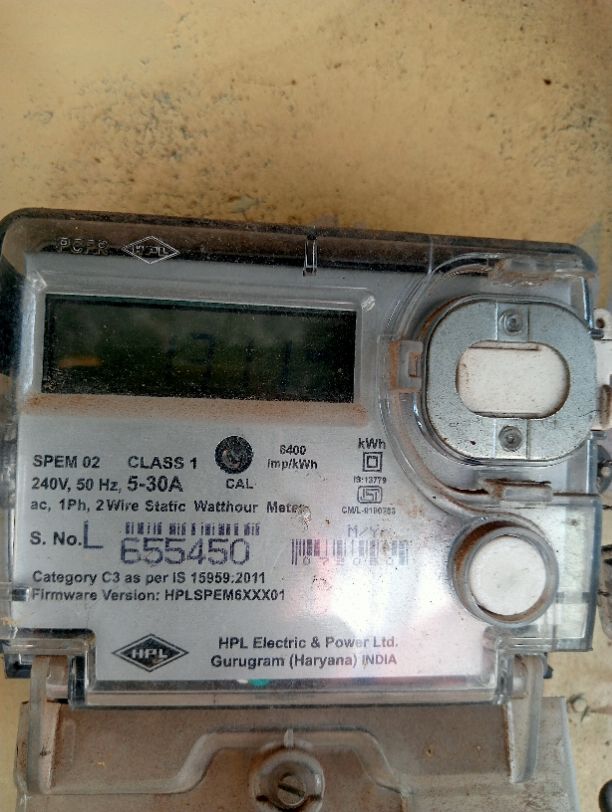 HPL
SPEM 02 CLASS 1
CAL
6400
imp/kWh
kWh
240V, 50 Hz, 5-30A
IS:13779
ac, 1Ph, 2 Wire Static Watthour Meter
S. No. L 655450
M/Yr
Category C3 as per IS 15959:2011
Firmware Version: HPLSPEM6XXX01
HPL
HPL Electric & Power Ltd.
Gurugram (Haryana) INDIA